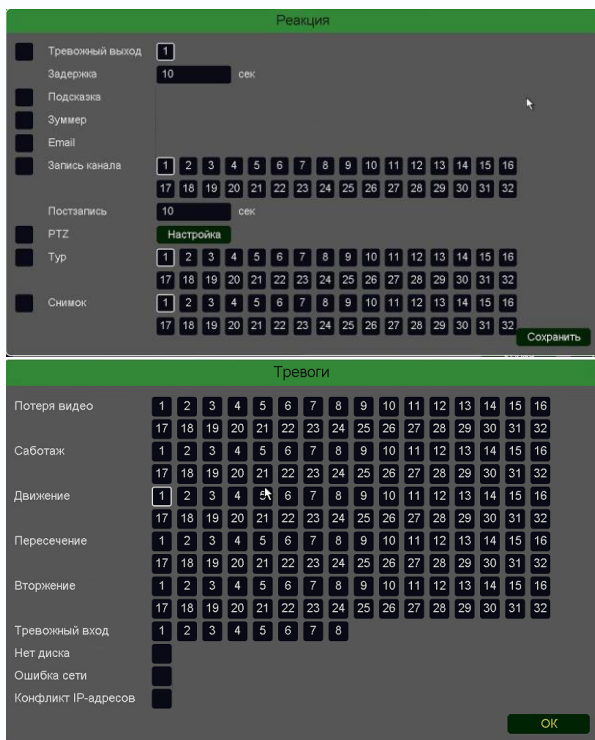 Реакция
Тревожный выход 1
Задержка 10 сек
Подсказка
Зуммер
Email
Запись канала 1 2 3 4 5 6 7 8 9 10 11 12 13 14 15 16
17 18 19 20 21 22 23 24 25 26 27 28 29 30 31 32
Постзапись 10 сек
PTZ Настройка
Тур 1 2 3 4 5 6 7 8 9 10 11 12 13 14 15 16
17 18 19 20 21 22 23 24 25 26 27 28 29 30 31 32
Снимок 1 2 3 4 5 6 7 8 9 10 11 12 13 14 15 16
17 18 19 20 21 22 23 24 25 26 27 28 29 30 31 32
Сохранить
Тревоги
Потеря видео 1 2 3 4 5 6 7 8 9 10 11 12 13 14 15 16
17 18 19 20 21 22 23 24 25 26 27 28 29 30 31 32
Саботаж 1 2 3 4 5 6 7 8 9 10 11 12 13 14 15 16
17 18 19 20 21 22 23 24 25 26 27 28 29 30 31 32
Движение 1 2 3 4 5 6 7 8 9 10 11 12 13 14 15 16
17 18 19 20 21 22 23 24 25 26 27 28 29 30 31 32
Пересечение 1 2 3 4 5 6 7 8 9 10 11 12 13 14 15 16
17 18 19 20 21 22 23 24 25 26 27 28 29 30 31 32
Вторжение 1 2 3 4 5 6 7 8 9 10 11 12 13 14 15 16
17 18 19 20 21 22 23 24 25 26 27 28 29 30 31 32
Тревожный вход 1 2 3 4 5 6 7 8
Нет диска
Ошибка сети
Конфликт IP-адресов
OK